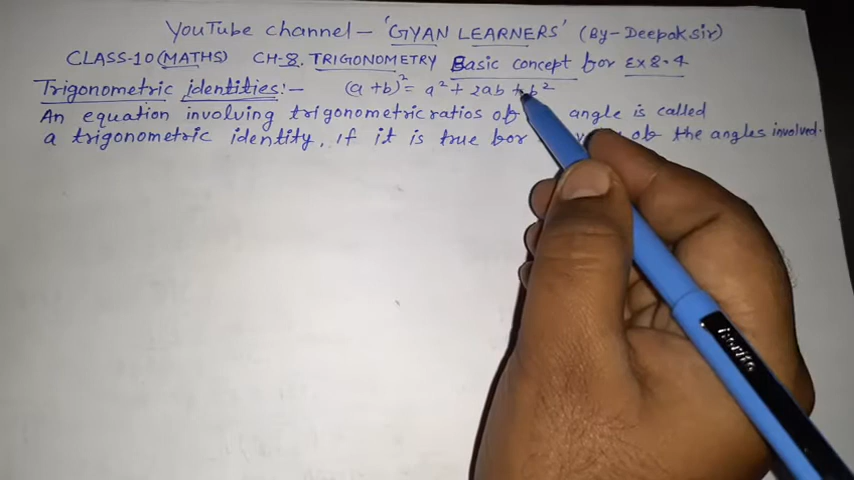 YouTube channel - 'GYAN LEARNERS' (By- Deepak sir)
CLASS-10 (MATHS) CH-8. TRIGONOMETRY Basic concept for Ex 8.4
Trigonometric identities:- (a+b)² = a² + 2ab + b²
An equation involving trigonometric ratios of angle is called
a trigonometric identity, if it is true for of the angles involved.